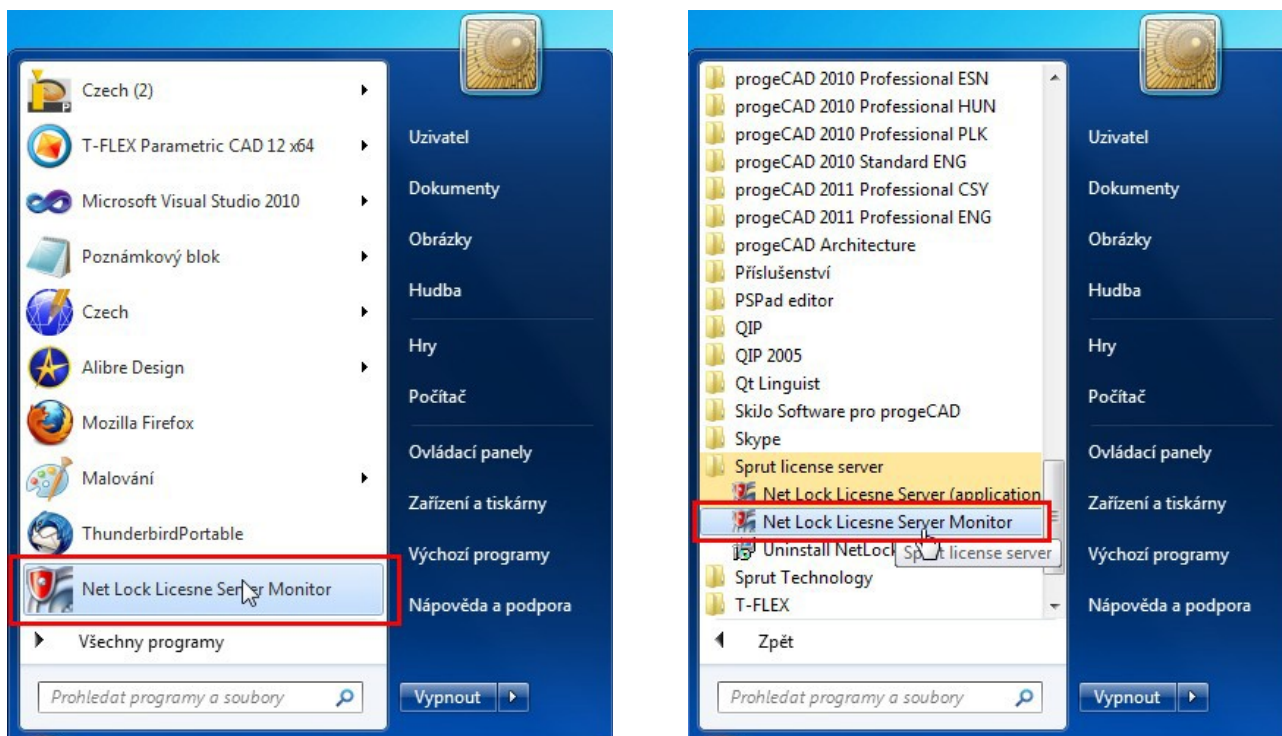 Czech (2)
T-FLEX Parametric CAD 12 x64
Microsoft Visual Studio 2010
Poznámkový blok
Czech
Alibre Design
Mozilla Firefox
Malování
ThunderbirdPortable
Net Lock Licesne Server Monitor
Všechny programy
Prohledat programy a soubory
Uzivatel
Dokumenty
Obrázky
Hudba
Hry
Počítač
Ovládací panely
Zařízení a tiskárny
Výchozí programy
Nápověda a podpora
Vypnout
progeCAD 2010 Professional ESN
progeCAD 2010 Professional HUN
progeCAD 2010 Professional PLK
progeCAD 2010 Standard ENG
progeCAD 2011 Professional CSY
progeCAD 2011 Professional ENG
progeCAD Architecture
Příslušenství
PSPad editor
QIP
QIP 2005
Qt Linguist
SkiJo Software pro progeCAD
Skype
Sprut license server
Net Lock Licesne Server (application
Net Lock Licesne Server Monitor
Uninstall NetLock
Sprut license server
Sprut Technology
T-FLEX
Zpět
Prohledat programy a soubory
Uzivatel
Dokumenty
Obrázky
Hudba
Hry
Počítač
Ovládací panely
Zařízení a tiskárny
Výchozí programy
Nápověda a podpora
Vypnout